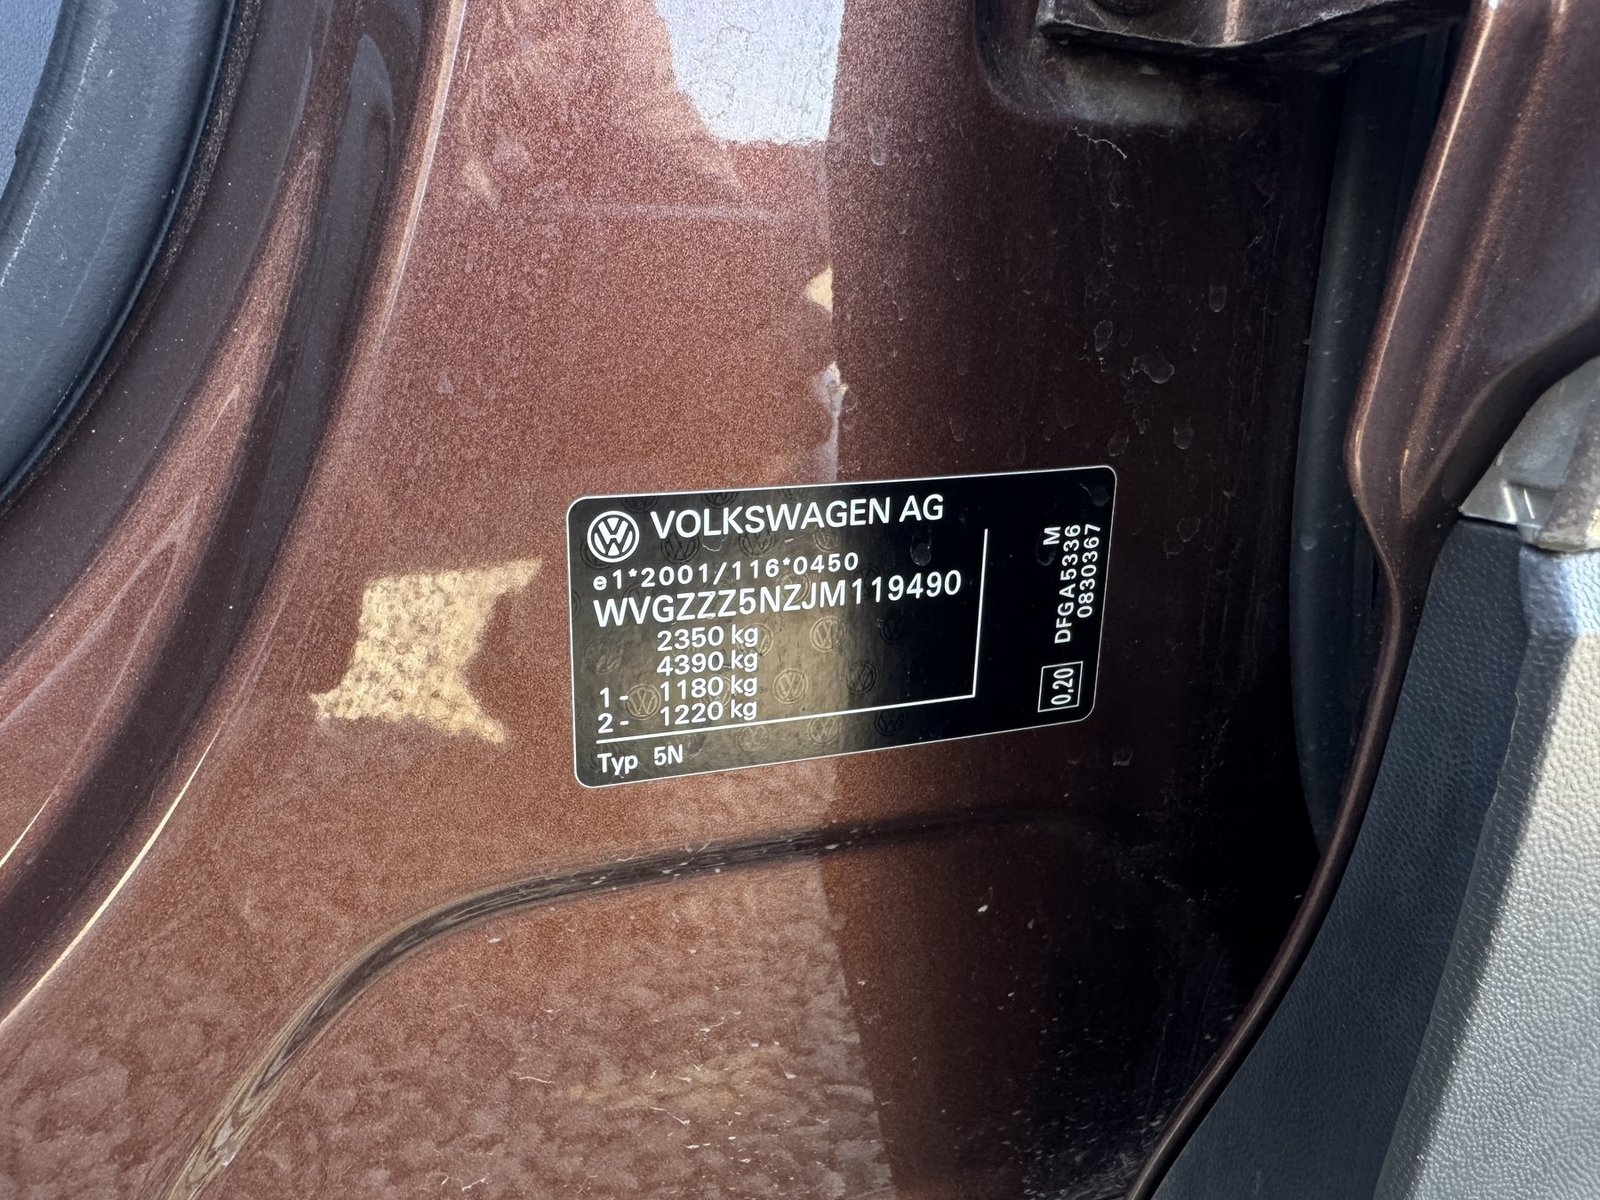 VOLKSWAGEN AG
e1*2001/116*0450
WVGZZZ5NZJM119490
2350 kg
4390 kg
1- 1180 kg
2- 1220 kg
Typ 5N
M
DFGA5336
0830367
0,20